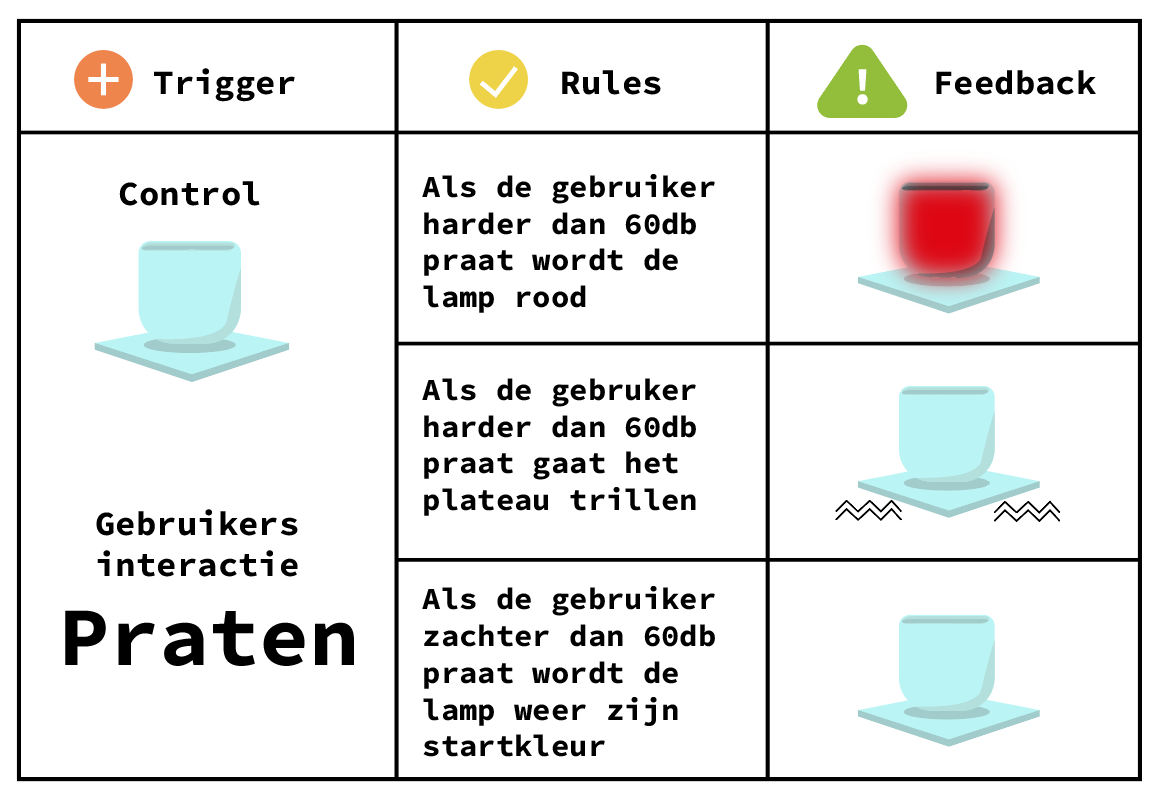 Trigger
Rules
Feedback
Control
Gebruikers
interactie
Praten
Als de gebruiker
harder dan 60db
praat wordt de
lamp rood
Als de gebruker
harder dan 60db
praat gaat het
plateau trillen
Als de gebruiker
zachter dan 60db
praat wordt de
lamp weer zijn
startkleur